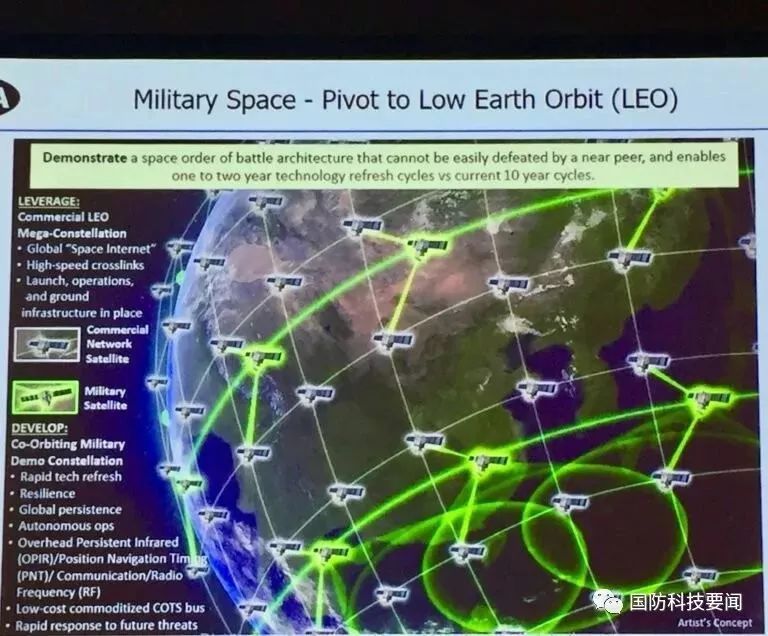 A
Military Space - Pivot to Low Earth Orbit (LEO)
Demonstrate a space order of battle architecture that cannot be easily defeated by a near peer, and enables
one to two year technology refresh cycles vs current 10 year cycles.
LEVERAGE:
Commercial LEO
Mega-Constellation
• Global "Space Internet"
• High-speed crosslinks
• Launch, operations,
and ground
infrastructure in place
Commercial
Network
Satellite
Military
Satellite
DEVELOP:
Co-Orbiting Military
Demo Constellation
• Rapid tech refresh
• Resilience
• Global persistence
• Autonomous ops
• Overhead Persistent Infrared
(OPIR)/Position Navigation Timing
(PNT)/ Communication/Radio
Frequency (RF)
• Low-cost commoditized COTS bus
• Rapid response to future threats
国防科技要闻
Artist's Concept